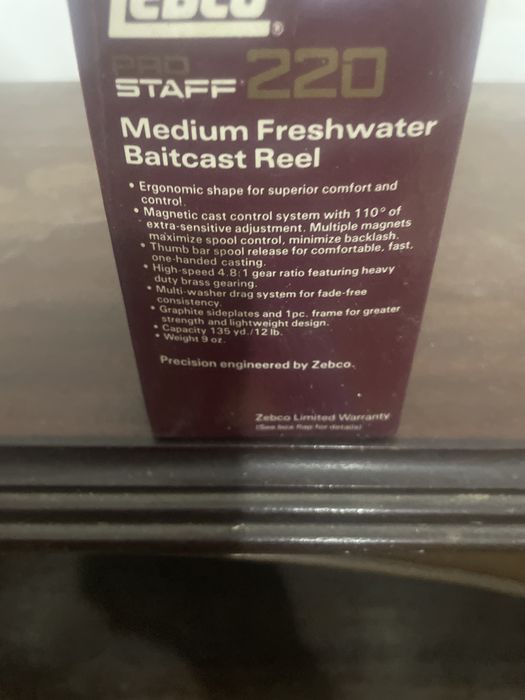 ZEBCO®
PRO
STAFF 220
Medium Freshwater
Baitcast Reel
• Ergonomic shape for superior comfort and
control.
• Magnetic cast control system with 110° of
extra-sensitive adjustment. Multiple magnets
maximize spool control, minimize backlash.
• Thumb bar spool release for comfortable, fast,
one-handed casting.
• High-speed 4.8:1 gear ratio featuring heavy
duty brass gearing.
• Multi-washer drag system for fade-free
consistency.
• Graphite sideplates and 1pc. frame for greater
strength and lightweight design.
• Capacity 135 yd./12 lb.
• Weight 9 oz.
Precision engineered by Zebco.
Zebco Limited Warranty
(See box flap for details)